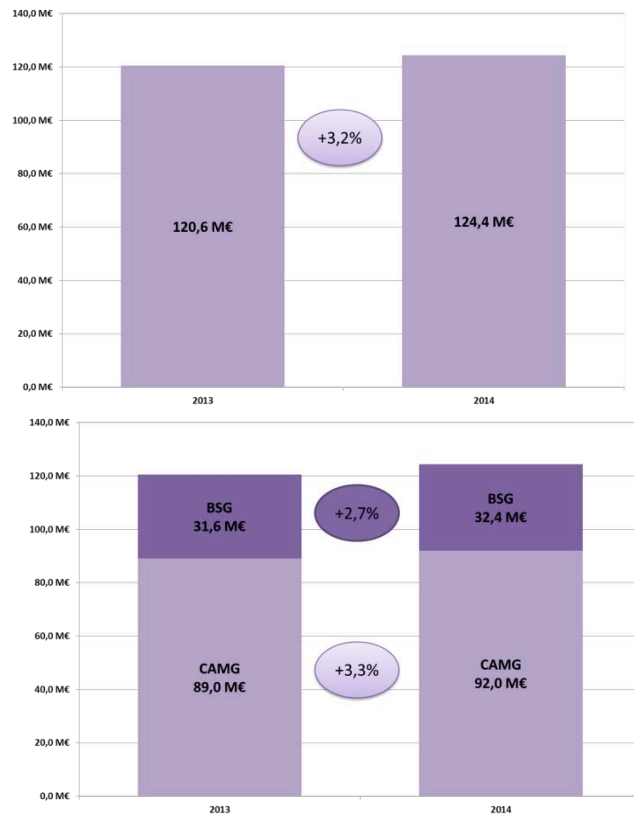 140,0 M€
120,0 M€
100,0 M€
80,0 M€
60,0 M€
40,0 M€
20,0 M€
0,0 M€
+3,2%
120,6 M€
124,4 M€
2013
2014
140,0 M€
120,0 M€
100,0 M€
80,0 M€
60,0 M€
40,0 M€
20,0 M€
0,0 M€
BSG
31,6 M€
+2,7%
BSG
32,4 M€
CAMG
89,0 M€
+3,3%
CAMG
92,0 M€
2013
2014